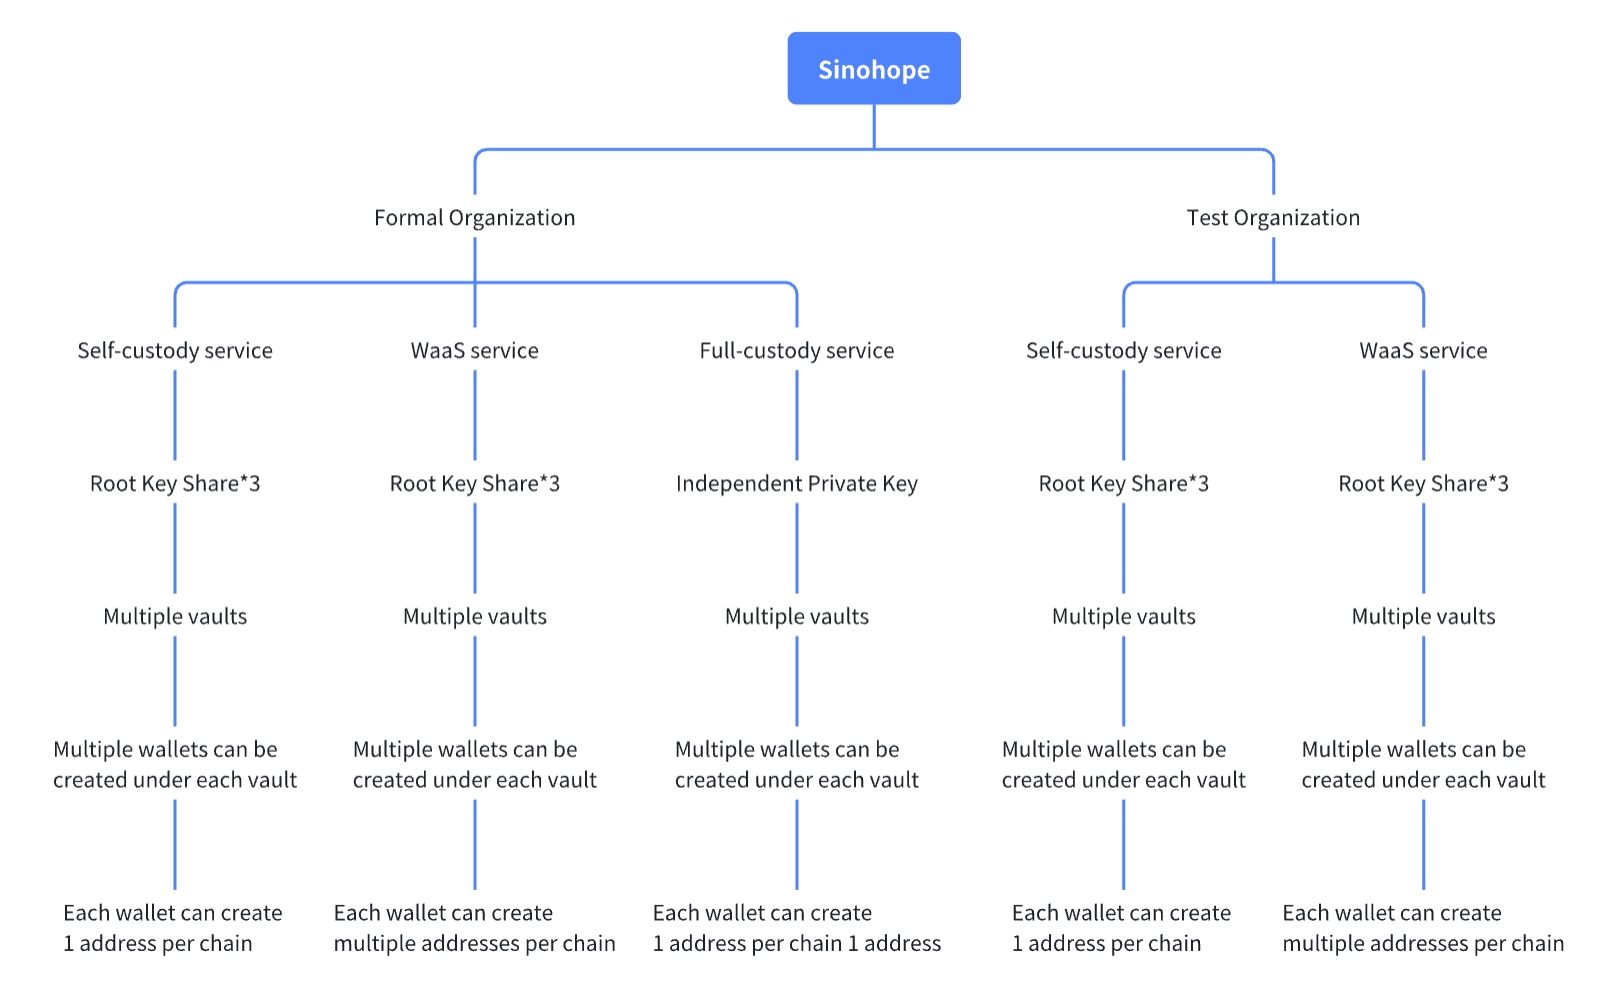 Sinohope
Formal Organization
Test Organization
Self-custody service
WaaS service
Full-custody service
Self-custody service
WaaS service
Root Key Share*3
Root Key Share*3
Independent Private Key
Root Key Share*3
Root Key Share*3
Multiple vaults
Multiple vaults
Multiple vaults
Multiple vaults
Multiple vaults
Multiple wallets can be
created under each vault
Multiple wallets can be
created under each vault
Multiple wallets can be
created under each vault
Multiple wallets can be
created under each vault
Multiple wallets can be
created under each vault
Each wallet can create
1 address per chain
Each wallet can create
multiple addresses per chain
Each wallet can create
1 address per chain 1 address
Each wallet can create
1 address per chain
Each wallet can create
multiple addresses per chain